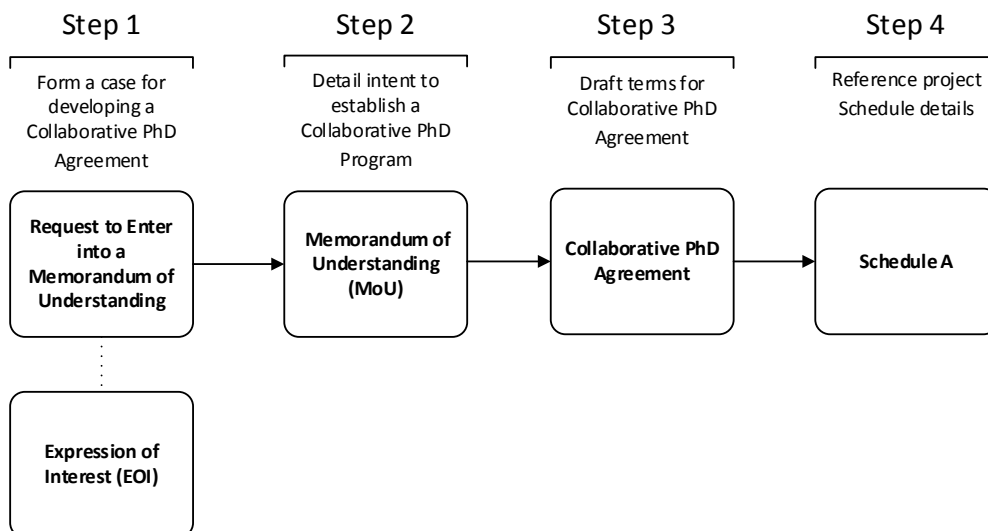 Step 1
Form a case for
developing a
Collaborative PhD
Agreement
Request to Enter
into a
Memorandum of
Understanding
Expression of
Interest (EOI)
Step 2
Detail intent to
establish a
Collaborative PhD
Program
Memorandum of
Understanding
(MoU)
Step 3
Draft terms for
Collaborative PhD
Agreement
Collaborative PhD
Agreement
Step 4
Reference project
Schedule details
Schedule A